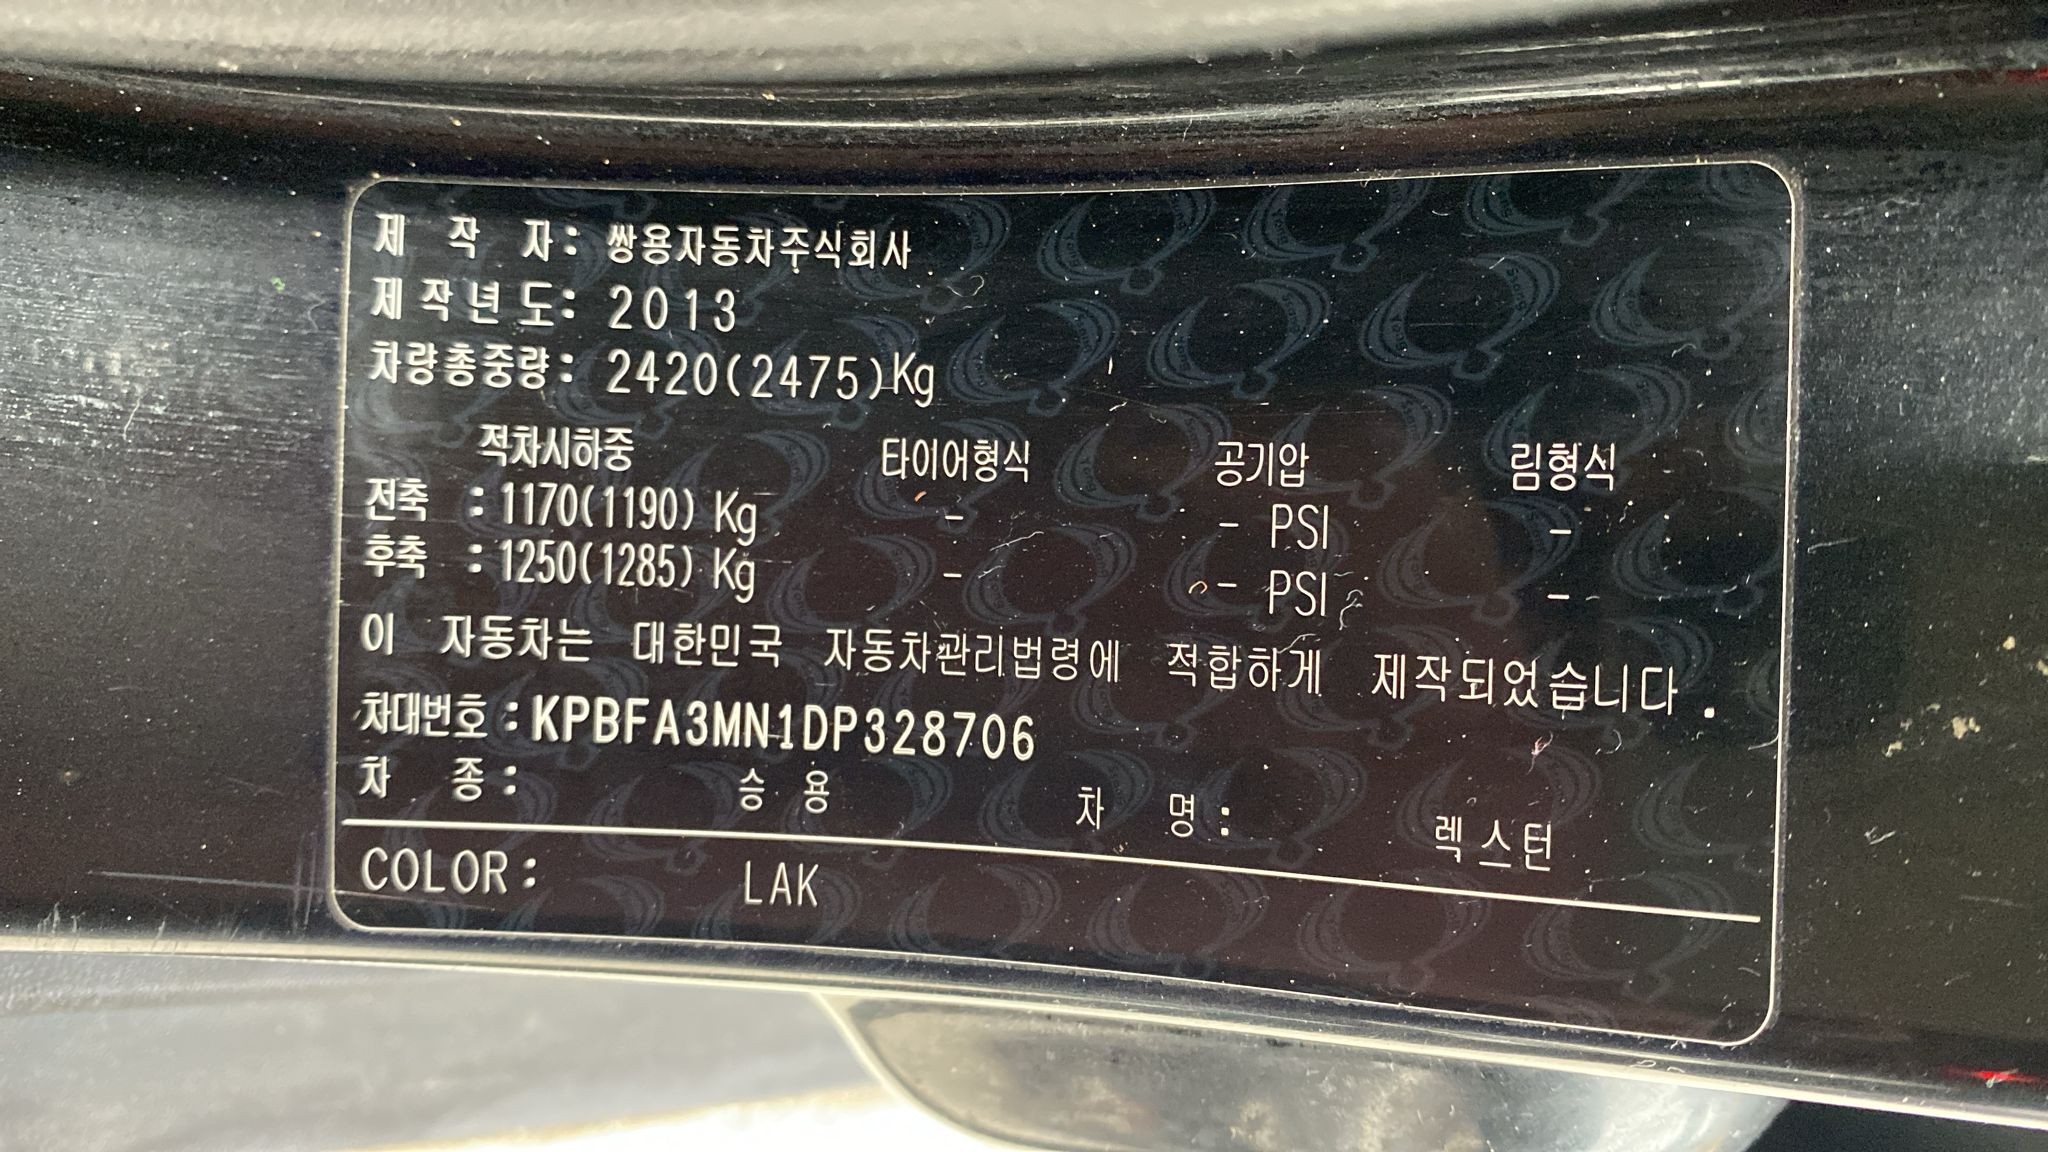 제 작 자: 쌍용자동차주식회사
제작년도: 2013
차량총중량: 2420(2475)Kg
적차시하중 타이어형식 공기압 림형식
전축 : 1170(1190) Kg - - PSI -
후축 : 1250(1285) Kg - - PSI -
이 자동차는 대한민국 자동차관리법령에 적합하게 제작되었습니다.
차대번호 : KPBFA3MN1DP328706
차 종: 승 용 차 명: 렉스턴
COLOR: LAK